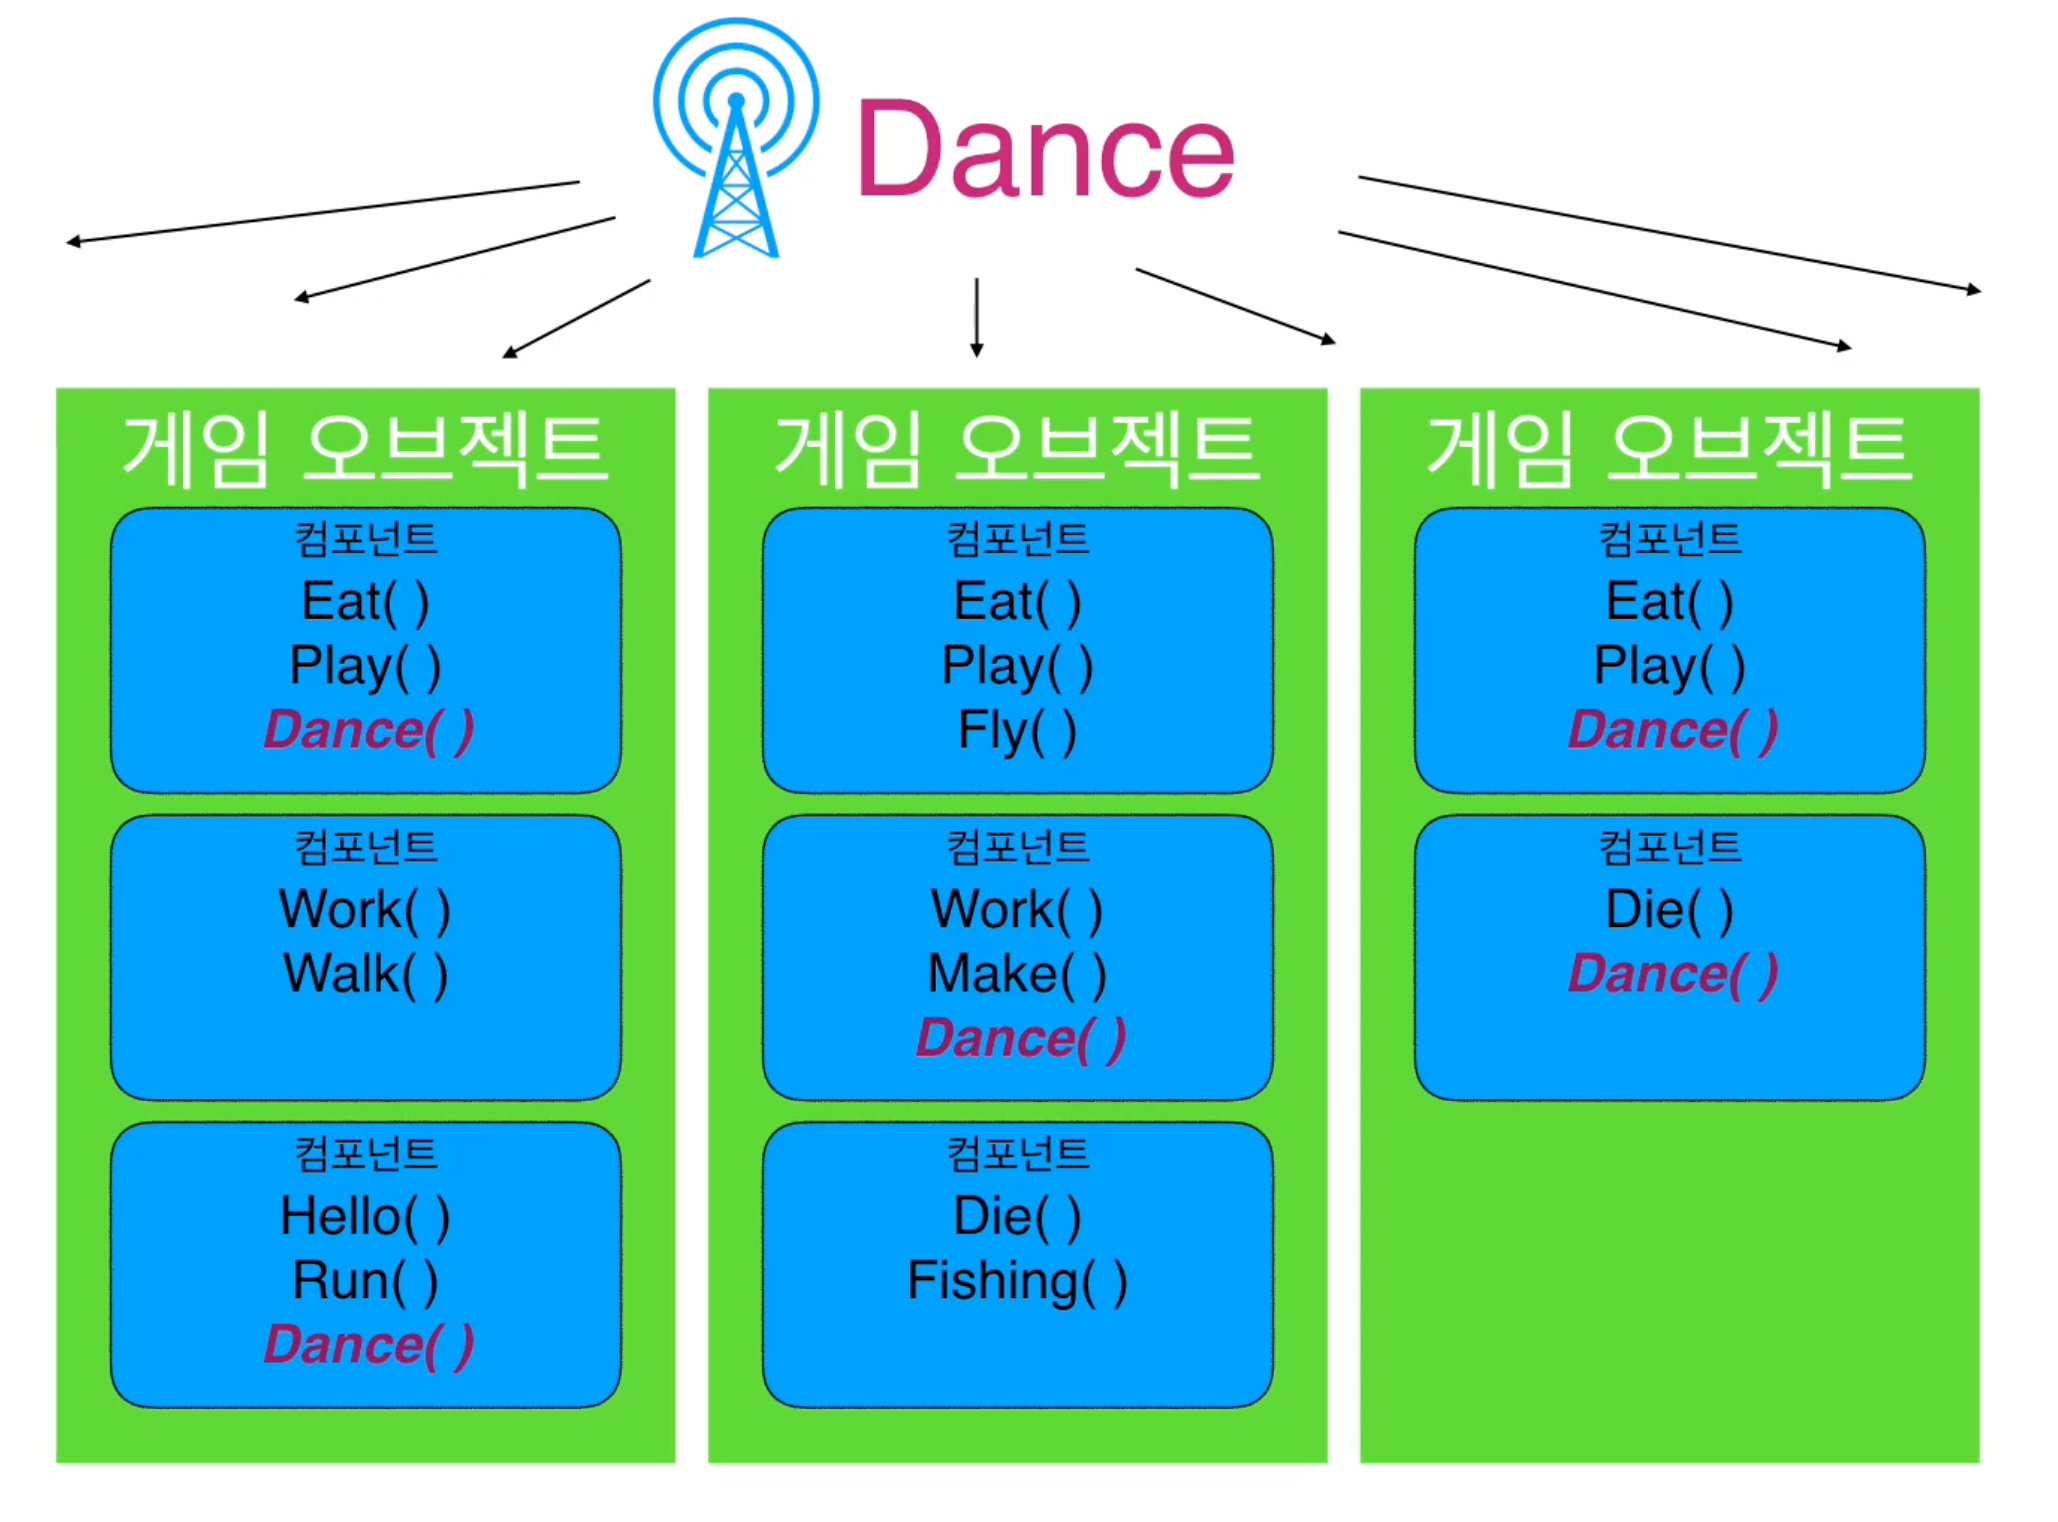 Dance
게임 오브젝트
컴포넌트
Eat( )
Play( )
Dance( )
컴포넌트
Work( )
Walk( )
컴포넌트
Hello( )
Run( )
Dance( )
게임 오브젝트
컴포넌트
Eat( )
Play( )
Fly( )
컴포넌트
Work( )
Make( )
Dance( )
컴포넌트
Die( )
Fishing( )
게임 오브젝트
컴포넌트
Eat( )
Play( )
Dance( )
컴포넌트
Die( )
Dance( )